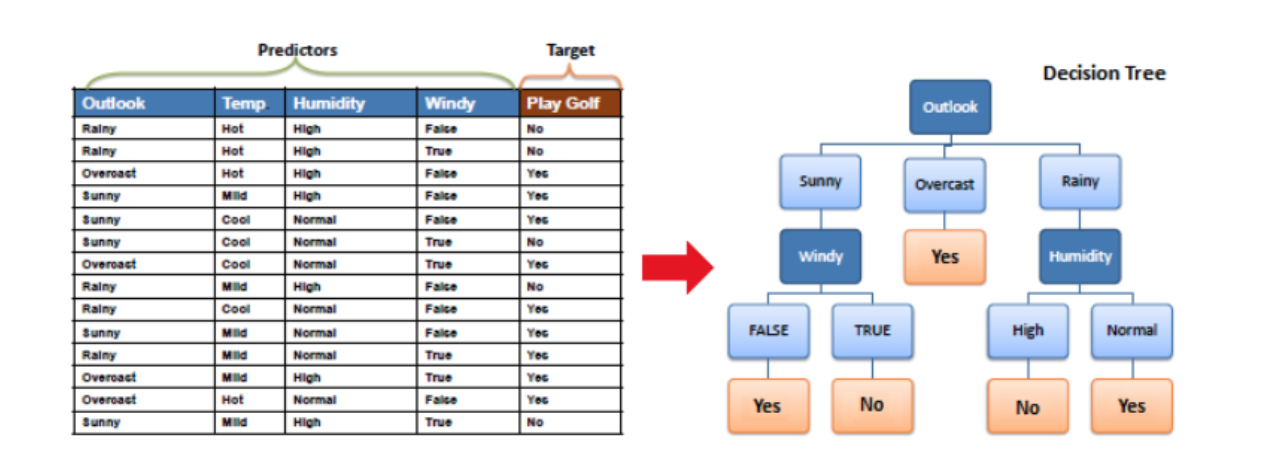 Predictors Target
Outlook Temp. Humidity Windy Play Golf
Rainy Hot High False No
Rainy Hot High True No
Overcast Hot High False Yes
Sunny Mild High False Yes
Sunny Cool Normal False Yes
Sunny Cool Normal True No
Overcast Cool Normal True Yes
Rainy Mild High False No
Rainy Cool Normal False Yes
Sunny Mild Normal False Yes
Rainy Mild Normal True Yes
Overcast Mild High True Yes
Overcast Hot Normal False Yes
Sunny Mild High True No
Decision Tree
Outlook
Sunny Overcast Rainy
Windy Yes Humidity
FALSE TRUE High Normal
Yes No No Yes